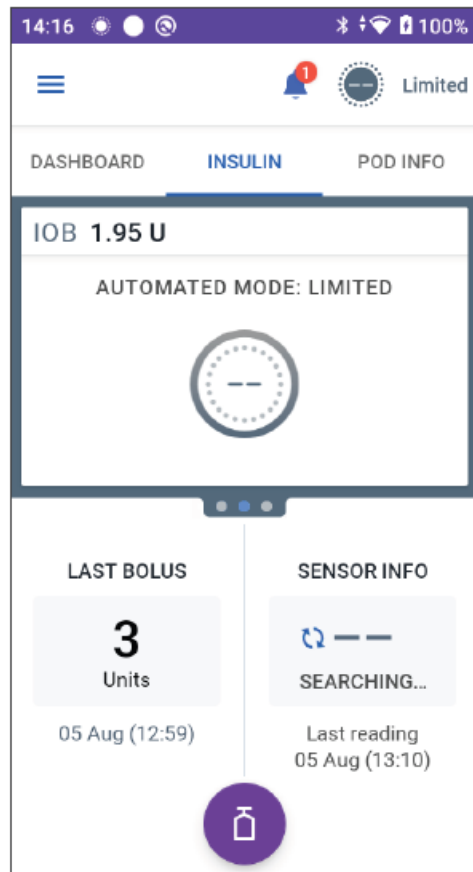 14:16 100%
1 -- Limited
DASHBOARD INSULIN POD INFO
IOB 1.95 U
AUTOMATED MODE: LIMITED
--
LAST BOLUS
3
Units
05 Aug (12:59)
SENSOR INFO
— —
SEARCHING...
Last reading
05 Aug (13:10)